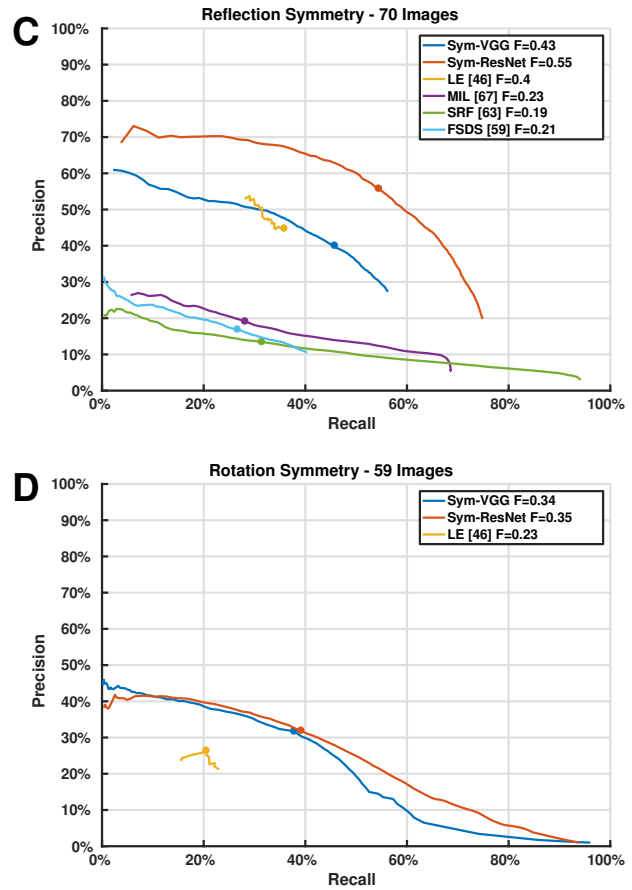 C
Reflection Symmetry - 70 Images
100%
90%
80%
70%
60%
50%
40%
30%
20%
10%
0%
Precision
Sym-VGG F=0.43
Sym-ResNet F=0.55
LE [46] F=0.4
MIL [67] F=0.23
SRF [63] F=0.19
FSDS [59] F=0.21
0% 20% 40% 60% 80% 100%
Recall
D
Rotation Symmetry - 59 Images
100%
90%
80%
70%
60%
50%
40%
30%
20%
10%
0%
Precision
Sym-VGG F=0.34
Sym-ResNet F=0.35
LE [46] F=0.23
0% 20% 40% 60% 80% 100%
Recall